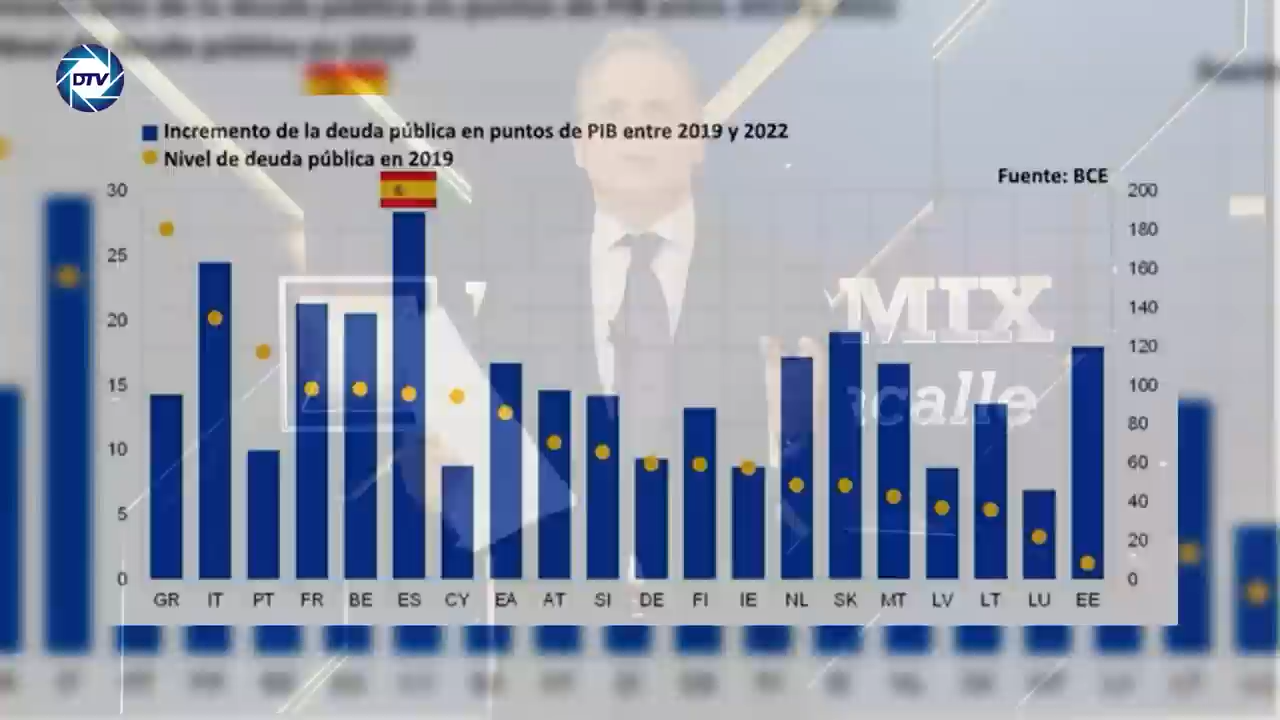 DTV
Incremento de la deuda pública en puntos de PIB entre 2019 y 2022
Nivel de deuda pública en 2019
Fuente: BCE
30 200
180
25
160
MIX
20 140
120
15 100
calle
80
10
60
5 40
20
0 0
GR IT PT FR BE ES CY EA AT SI DE FI IE NL SK MT LV LT LU EE